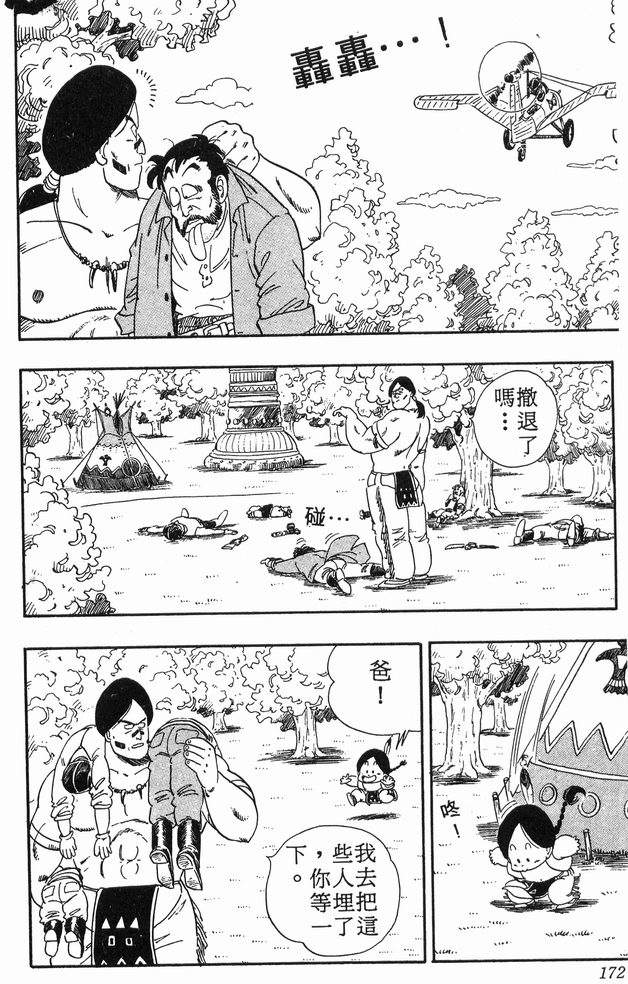 轟轟…！
撤退了
嗎…
碰…
咚！
爸！
我去把這
些人埋了
，你等一
下。
172